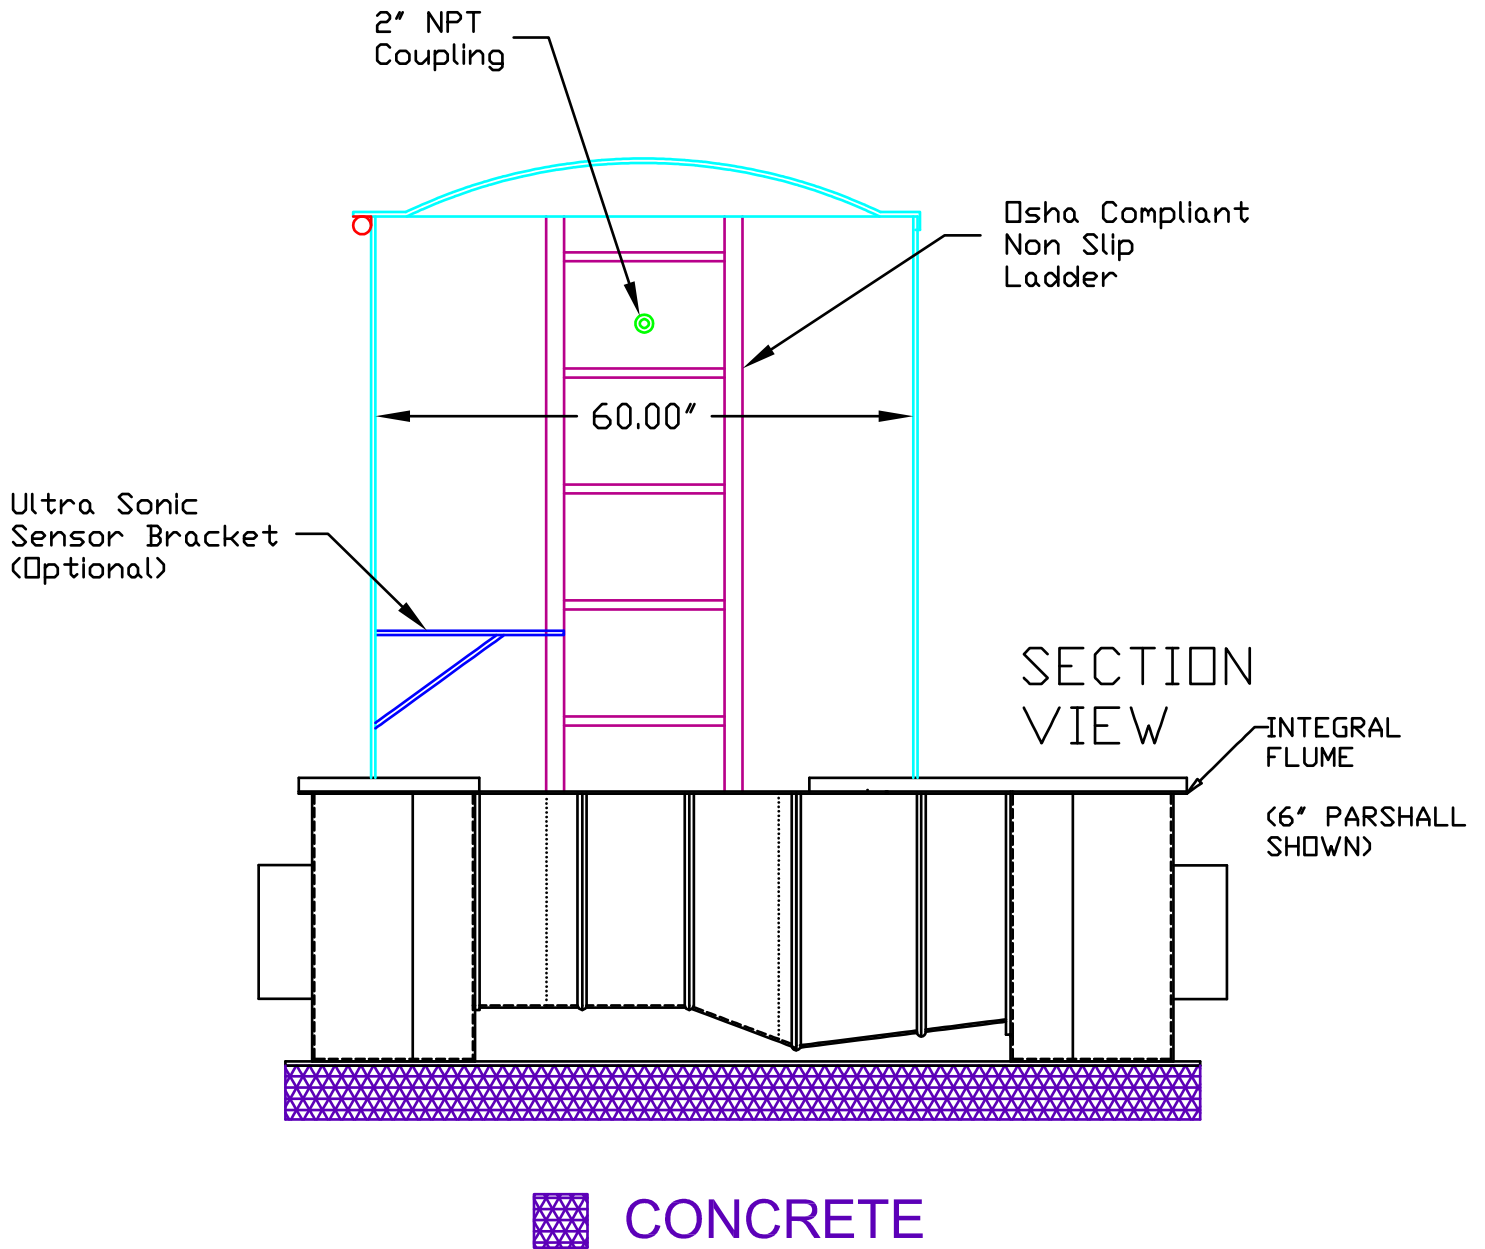 2" NPT
Coupling
Osha Compliant
Non Slip
Ladder
60.00"
Ultra Sonic
Sensor Bracket
(Optional)
SECTION
VIEW
INTEGRAL
FLUME
(6" PARSHALL
SHOWN)
CONCRETE